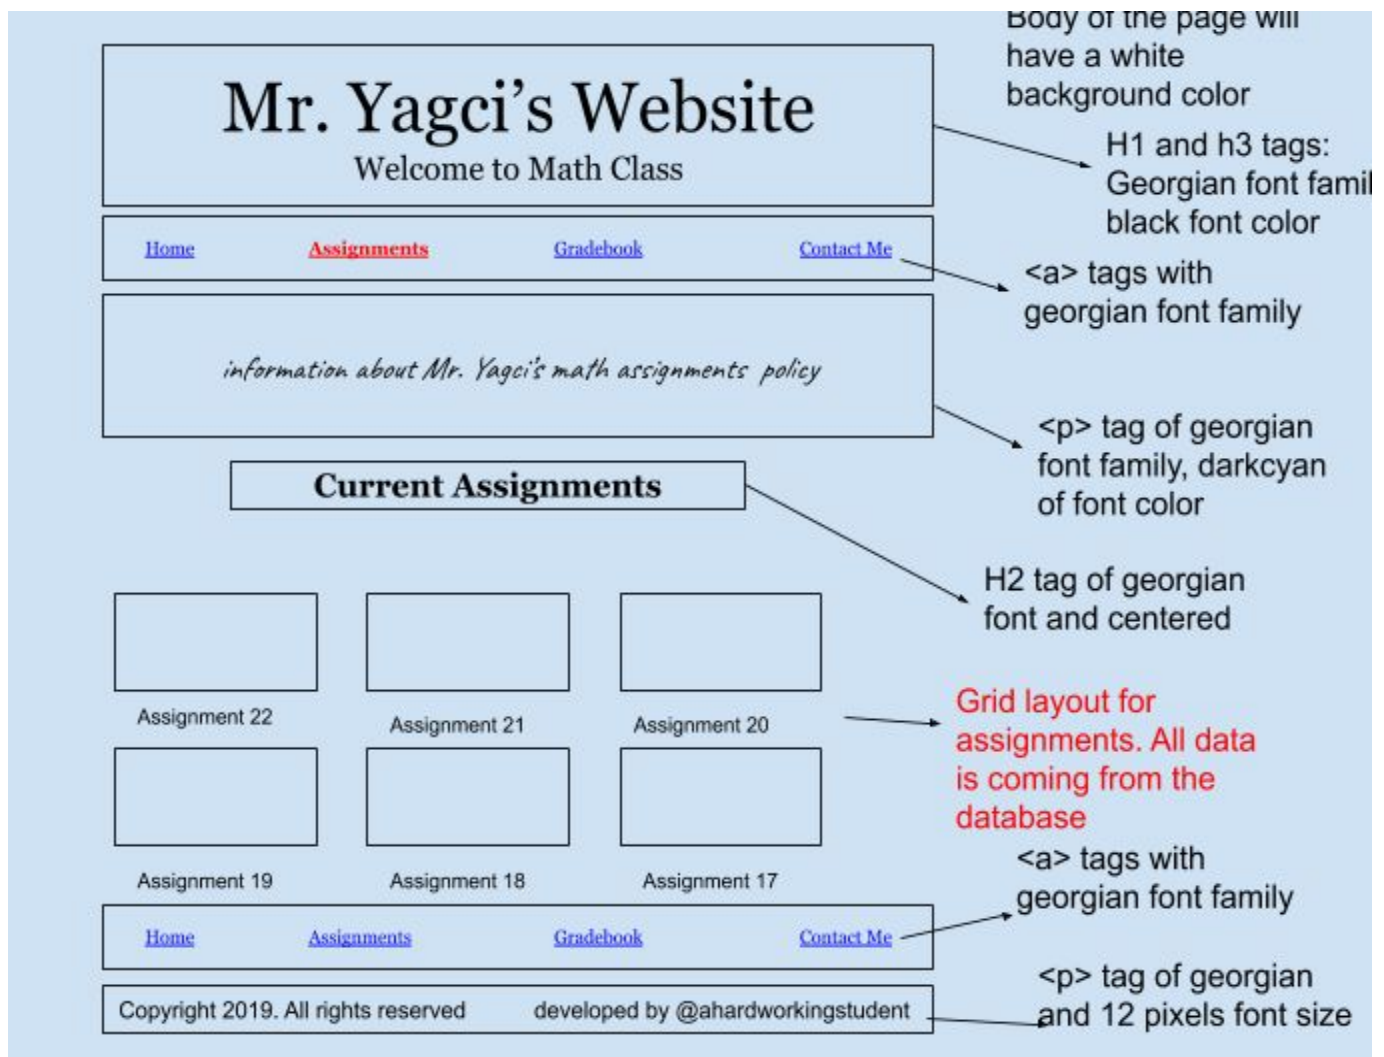 Body of the page will
have a white
background color
Mr. Yagci's Website
Welcome to Math Class
H1 and h3 tags:
Georgian font famil
black font color
Home Assignments Gradebook Contact Me
<a> tags with
georgian font family
information about Mr. Yagci's math assignments policy
<p> tag of georgian
font family, darkcyan
of font color
Current Assignments
H2 tag of georgian
font and centered
Assignment 22 Assignment 21 Assignment 20
Grid layout for
assignments. All data
is coming from the
database
Assignment 19 Assignment 18 Assignment 17
<a> tags with
georgian font family
Home Assignments Gradebook Contact Me
<p> tag of georgian
and 12 pixels font size
Copyright 2019. All rights reserved developed by @ahardworkingstudent